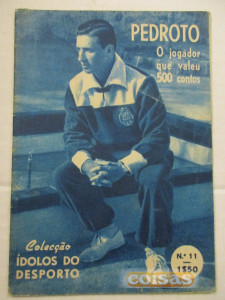 PEDROTO
O jogador
que valeu
500 contos
Colecção
ÍDOLOS DO
DESPORTO
N.º 11
1$50
coisas